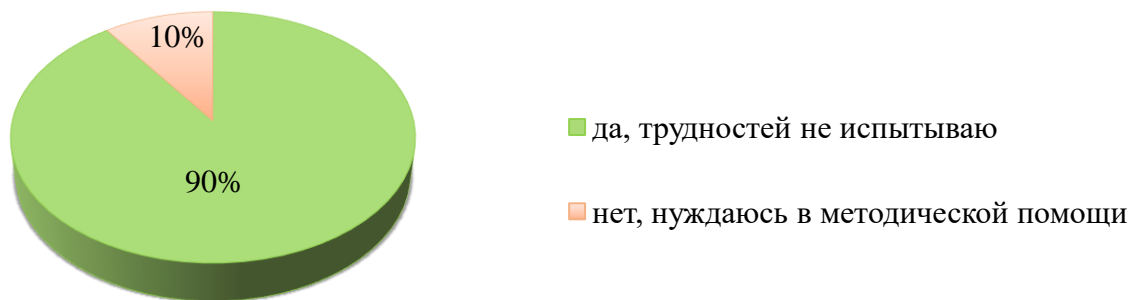 10%
90%
да, трудностей не испытываю
нет, нуждаюсь в методической помощи